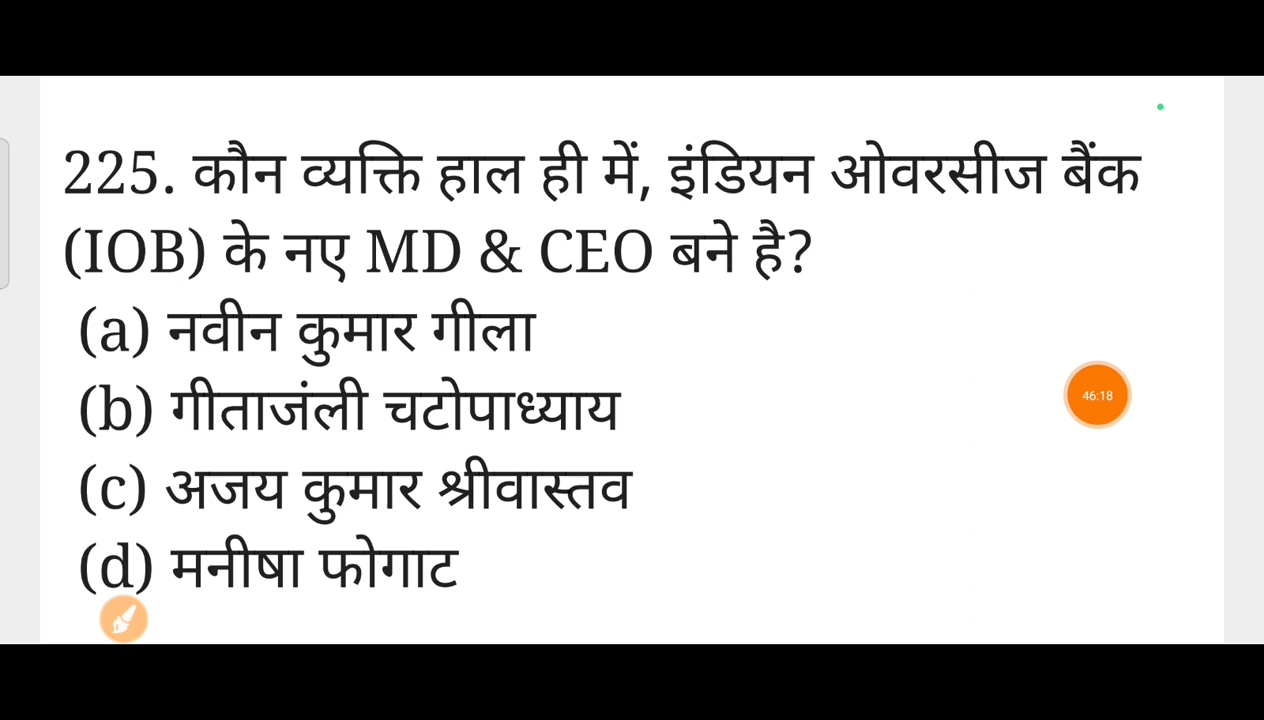 225. कौन व्यक्ति हाल ही में, इंडियन ओवरसीज बैंक
(IOB) के नए MD & CEO बने है?
(a) नवीन कुमार गीला
(b) गीताजंली चटोपाध्याय
46:18
(c) अजय कुमार श्रीवास्तव
(d) मनीषा फोगाट